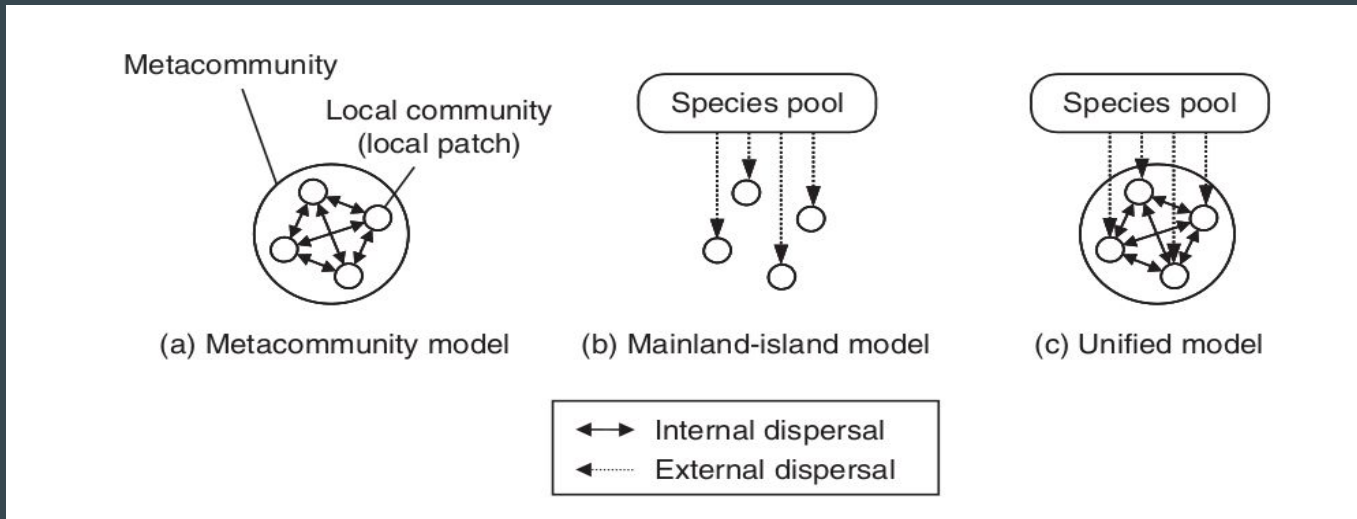 Metacommunity
Local community
(local patch)
Species pool
Species pool
(a) Metacommunity model
(b) Mainland-island model
(c) Unified model
Internal dispersal
External dispersal